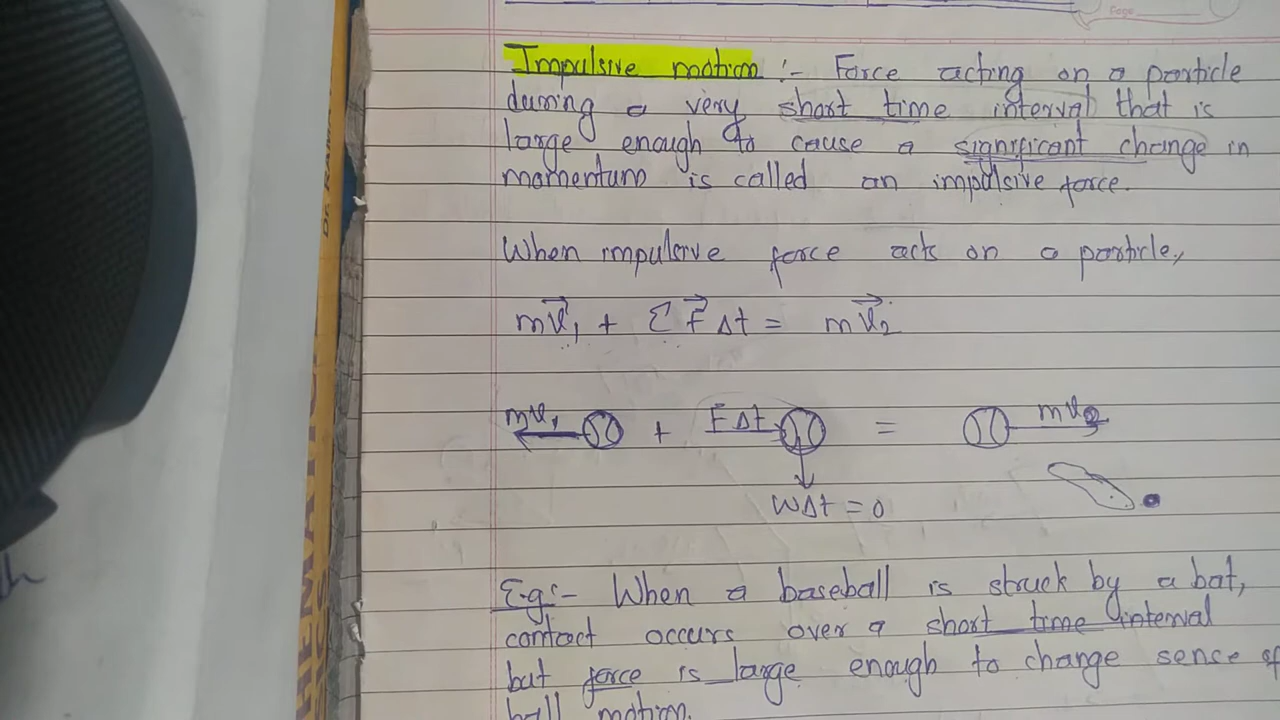 Page
Impulsive motion :- Force acting on a particle
during a very short time interval that is
large enough to cause a significant change in
momentum is called an impulsive force.
When impulsive force acts on a particle,
mv⃗₁ + ΣF⃗ Δt = mv⃗₂
mv₁ + FΔt = mv₂
WΔt = 0
E.g:- When a baseball is struck by a bat,
contact occurs over a short time interval
but force is large enough to change sense of
ball motion.